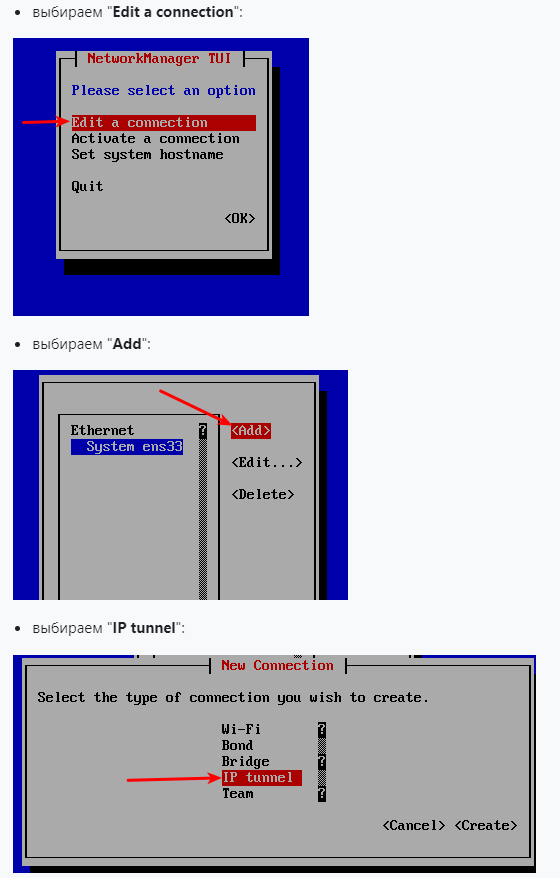 • выбираем "Edit a connection":
NetworkManager TUI
Please select an option
Edit a connection
Activate a connection
Set system hostname
Quit
<OK>
• выбираем "Add":
Ethernet ?
System ens33
<Add>
<Edit...>
<Delete>
• выбираем "IP tunnel":
New Connection
Select the type of connection you wish to create.
Wi-Fi ?
Bond
Bridge ?
IP tunnel
Team ?
<Cancel> <Create>